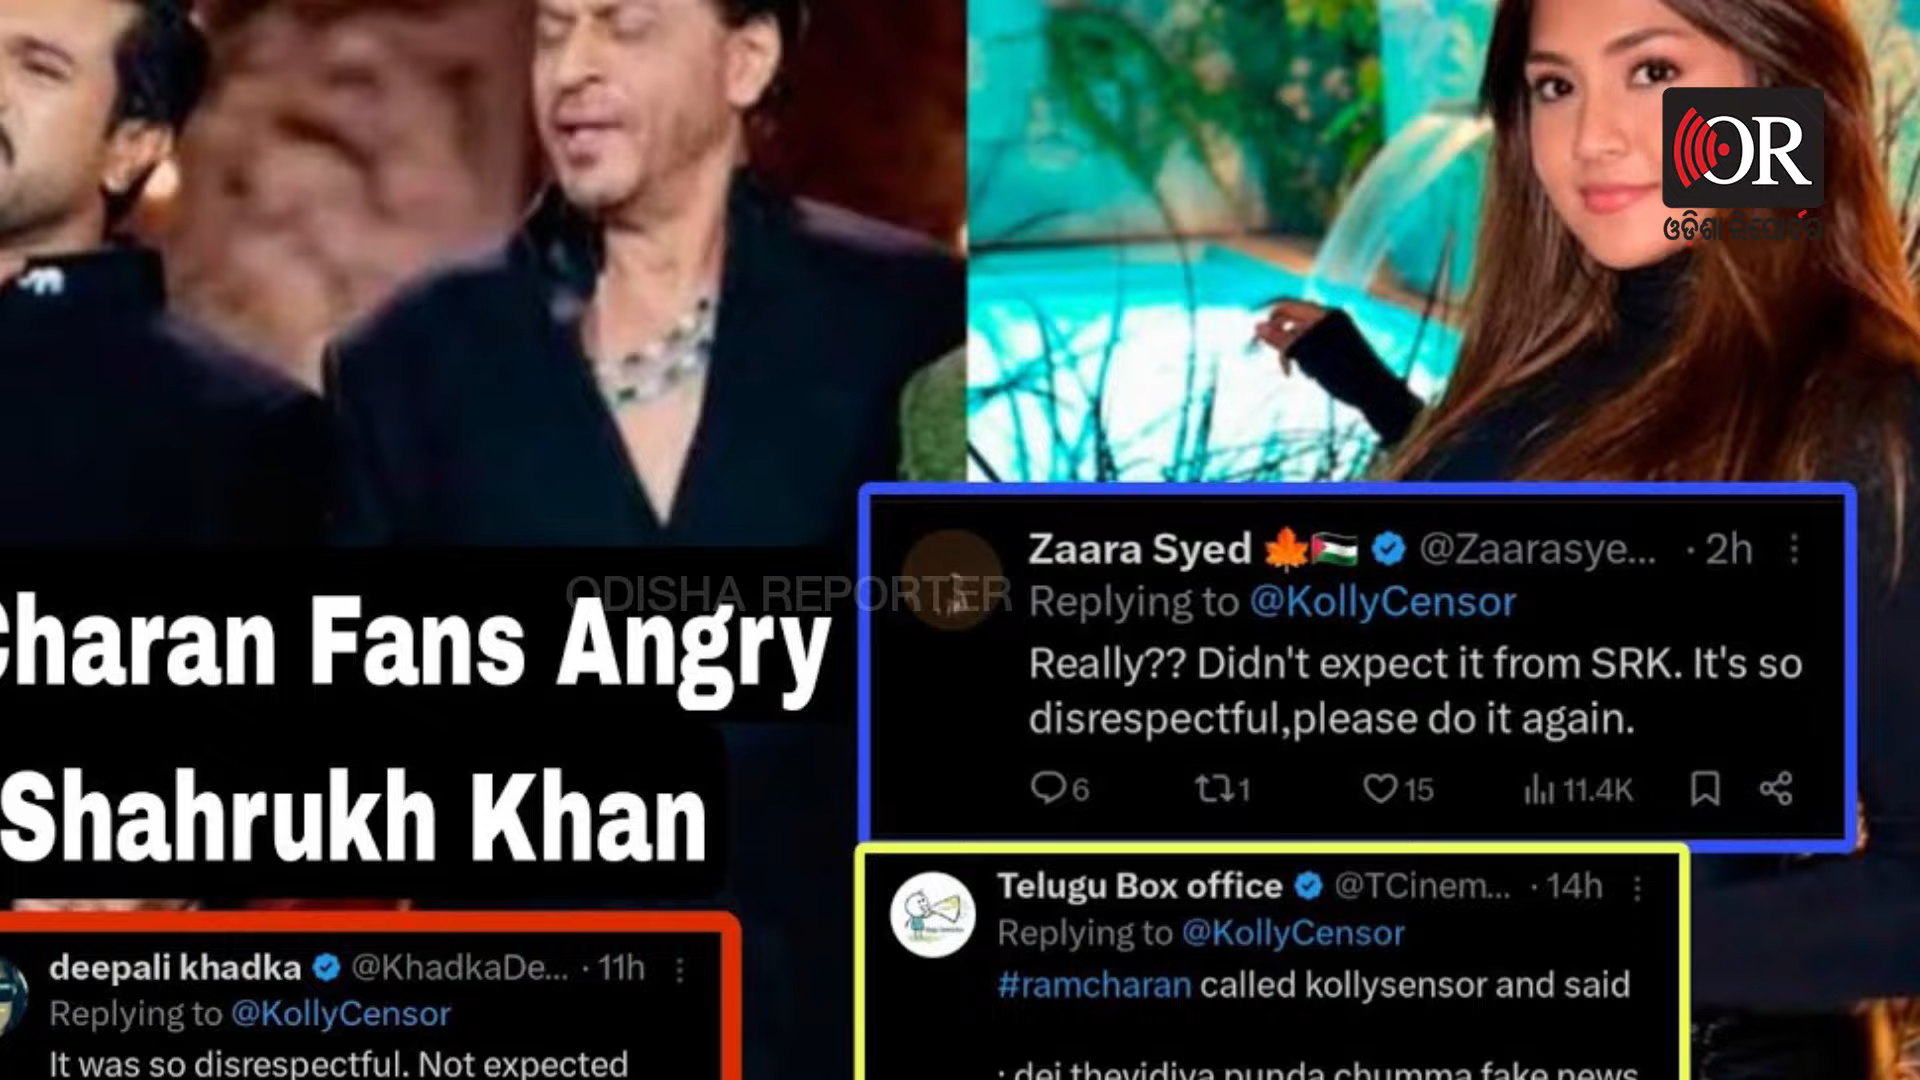 OR
ଓଡ଼ିଶା ରିପୋର୍ଟର
ODISHA REPORTER
Charan Fans Angry
Shahrukh Khan
Zaara Syed 🍁🇵🇸 @Zaarasye... · 2h
Replying to @KollyCensor
Really?? Didn't expect it from SRK. It's so
disrespectful,please do it again.
6 1 15 11.4K
Telugu Box office @TCinem... · 14h
Replying to @KollyCensor
#ramcharan called kollysensor and said
: dei thevidiya punda chumma fake news
deepali khadka @KhadkaDe... · 11h
Replying to @KollyCensor
It was so disrespectful. Not expected